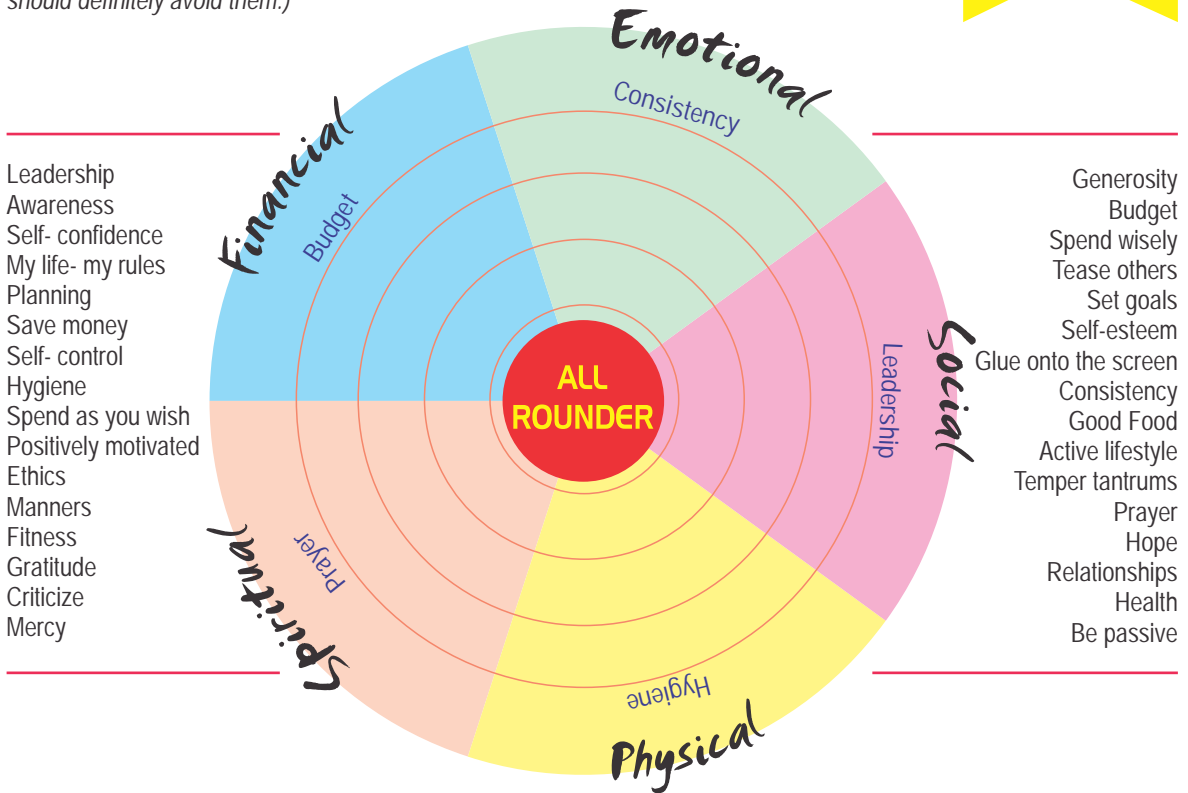 should definitely avoid them.)
Emotional
Consistency
Financial
Budget
Social
Leadership
Physical
Hygiene
Spiritual
Prayer
ALL
ROUNDER
Leadership
Awareness
Self- confidence
My life- my rules
Planning
Save money
Self- control
Hygiene
Spend as you wish
Positively motivated
Ethics
Manners
Fitness
Gratitude
Criticize
Mercy
Generosity
Budget
Spend wisely
Tease others
Set goals
Self-esteem
Glue onto the screen
Consistency
Good Food
Active lifestyle
Temper tantrums
Prayer
Hope
Relationships
Health
Be passive